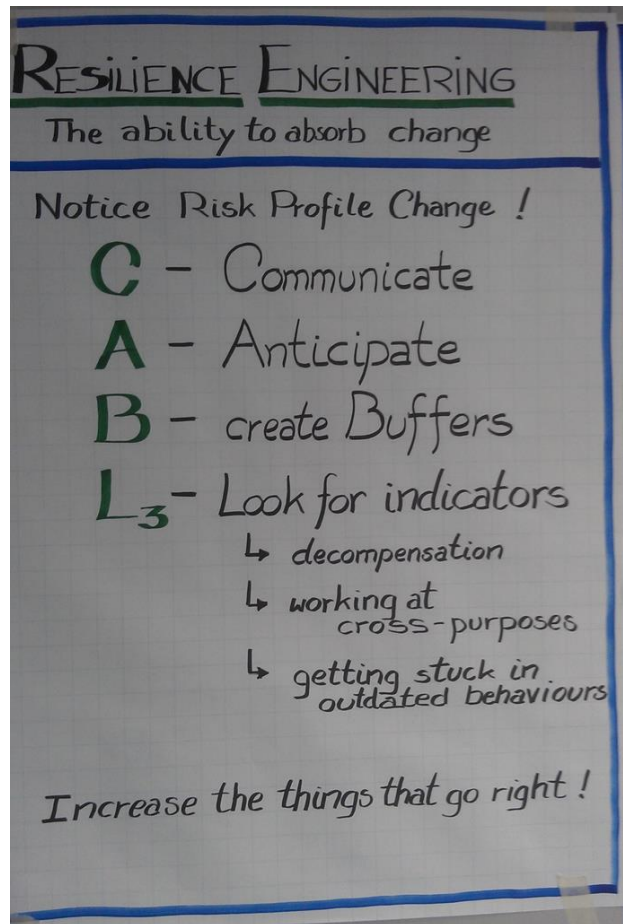 RESiLiENCE ENGiNEERiNG
The ability to absorb change
Notice Risk Profile Change !
C - Communicate
A - Anticipate
B - create Buffers
L3 - Look for indicators
↳ decompensation
↳ working at
cross-purposes
↳ getting stuck in
outdated behaviours
Increase the things that go right !